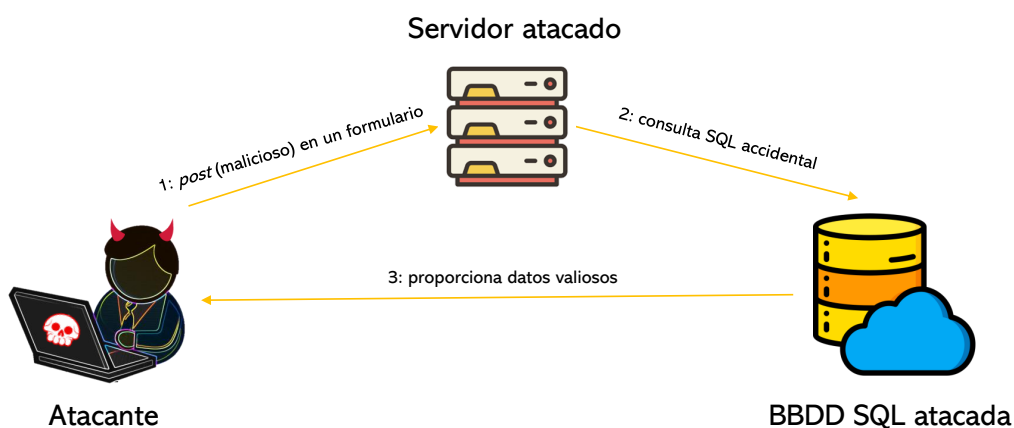 Servidor atacado
1: post (malicioso) en un formulario
2: consulta SQL accidental
3: proporciona datos valiosos
Atacante
BBDD SQL atacada